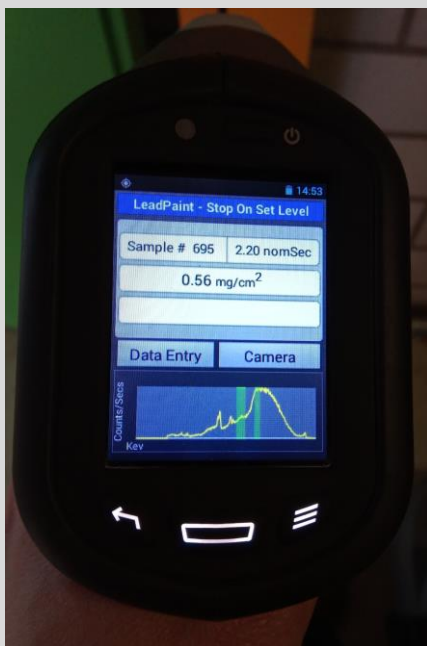 14:53
LeadPaint - Stop On Set Level
Sample # 695 2.20 nomSec
0.56 mg/cm²
Data Entry Camera
Counts/Secs
Kev